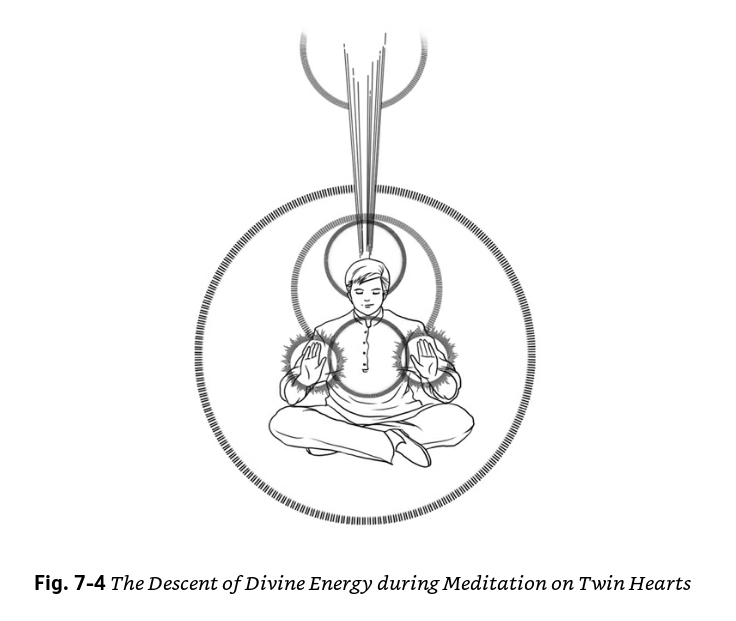 Fig. 7-4 The Descent of Divine Energy during Meditation on Twin Hearts